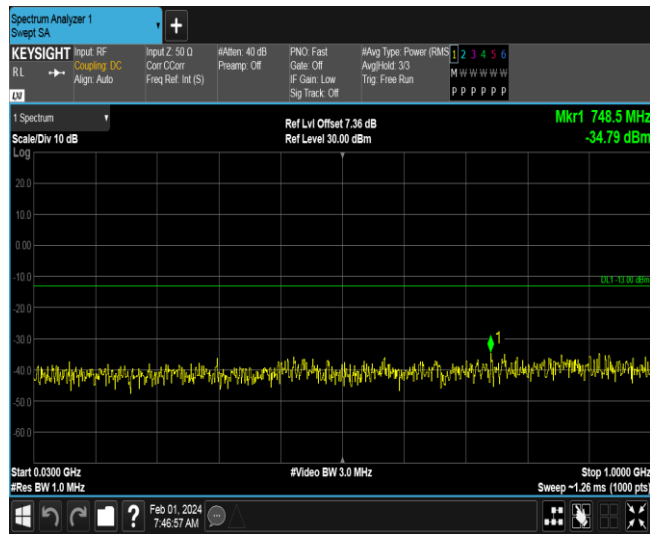 Spectrum Analyzer 1
Swept SA
+
KEYSIGHT
RL
LXI
Input: RF
Coupling: DC
Align: Auto
Input Z: 50 Ω
Corr CCorr
Freq Ref: Int (S)
#Atten: 40 dB
Preamp: Off
PNO: Fast
Gate: Off
IF Gain: Low
Sig Track: Off
#Avg Type: Power (RMS
Avg|Hold: 3/3
Trig: Free Run
1 2 3 4 5 6
M W W W W W
P P P P P P
1 Spectrum
Scale/Div 10 dB
Log
Ref Lvl Offset 7.36 dB
Ref Level 30.00 dBm
Mkr1 748.5 MHz
-34.79 dBm
20.0
10.0
0.00
-10.0
DL1 -13.00 dBm
-20.0
-30.0
1
-40.0
-50.0
-60.0
Start 0.0300 GHz
#Video BW 3.0 MHz
Stop 1.0000 GHz
#Res BW 1.0 MHz
Sweep ~1.26 ms (1000 pts)
?
Feb 01, 2024
7:46:57 AM